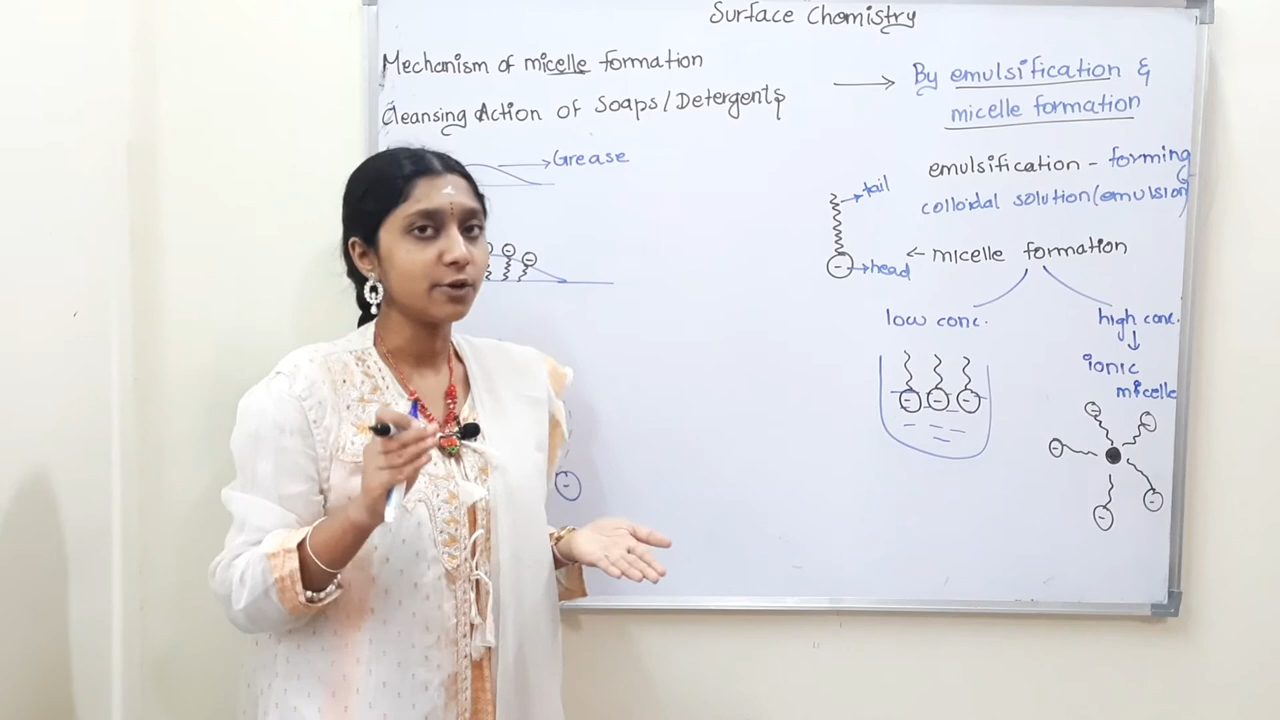 Surface Chemistry
Mechanism of micelle formation
Cleansing Action of Soaps/Detergents
By emulsification &
micelle formation
Grease
emulsification - forming
colloidal solution (emulsion)
tail
head
← micelle formation
low conc.
high conc.
ionic
micelle